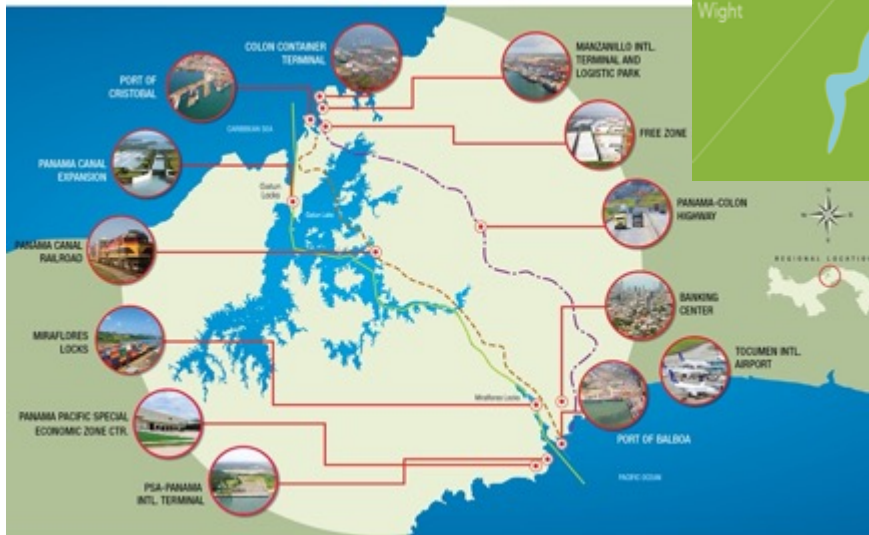 Wight
COLON CONTAINER
TERMINAL
MANZANILLO INTL.
TERMINAL AND
LOGISTIC PARK
PORT OF
CRISTOBAL
CARIBBEAN SEA
FREE ZONE
PANAMA CANAL
EXPANSION
Gatun
Locks
Gatun Lake
PANAMA-COLON
HIGHWAY
PANAMA CANAL
RAILROAD
REGIONAL LOCATION
BANKING
CENTER
MIRAFLORES
LOCKS
TOCUMEN INTL.
AIRPORT
Miraflores Locks
PANAMA PACIFIC SPECIAL
ECONOMIC ZONE CTR.
PORT OF BALBOA
PSA-PANAMA
INTL. TERMINAL
PACIFIC OCEAN